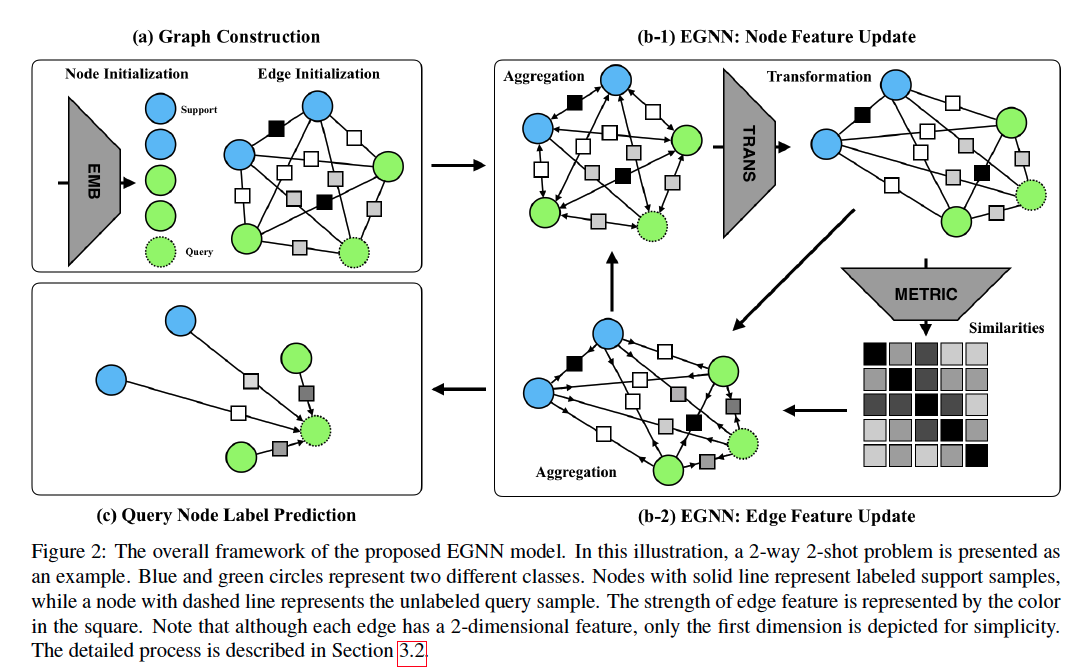 (a) Graph Construction
Node Initialization
Edge Initialization
EMB
Support
Query
(b-1) EGNN: Node Feature Update
Aggregation
TRANS
Transformation
METRIC
Similarities
Aggregation
(c) Query Node Label Prediction
(b-2) EGNN: Edge Feature Update
Figure 2: The overall framework of the proposed EGNN model. In this illustration, a 2-way 2-shot problem is presented as
an example. Blue and green circles represent two different classes. Nodes with solid line represent labeled support samples,
while a node with dashed line represents the unlabeled query sample. The strength of edge feature is represented by the color
in the square. Note that although each edge has a 2-dimensional feature, only the first dimension is depicted for simplicity.
The detailed process is described in Section 3.2.